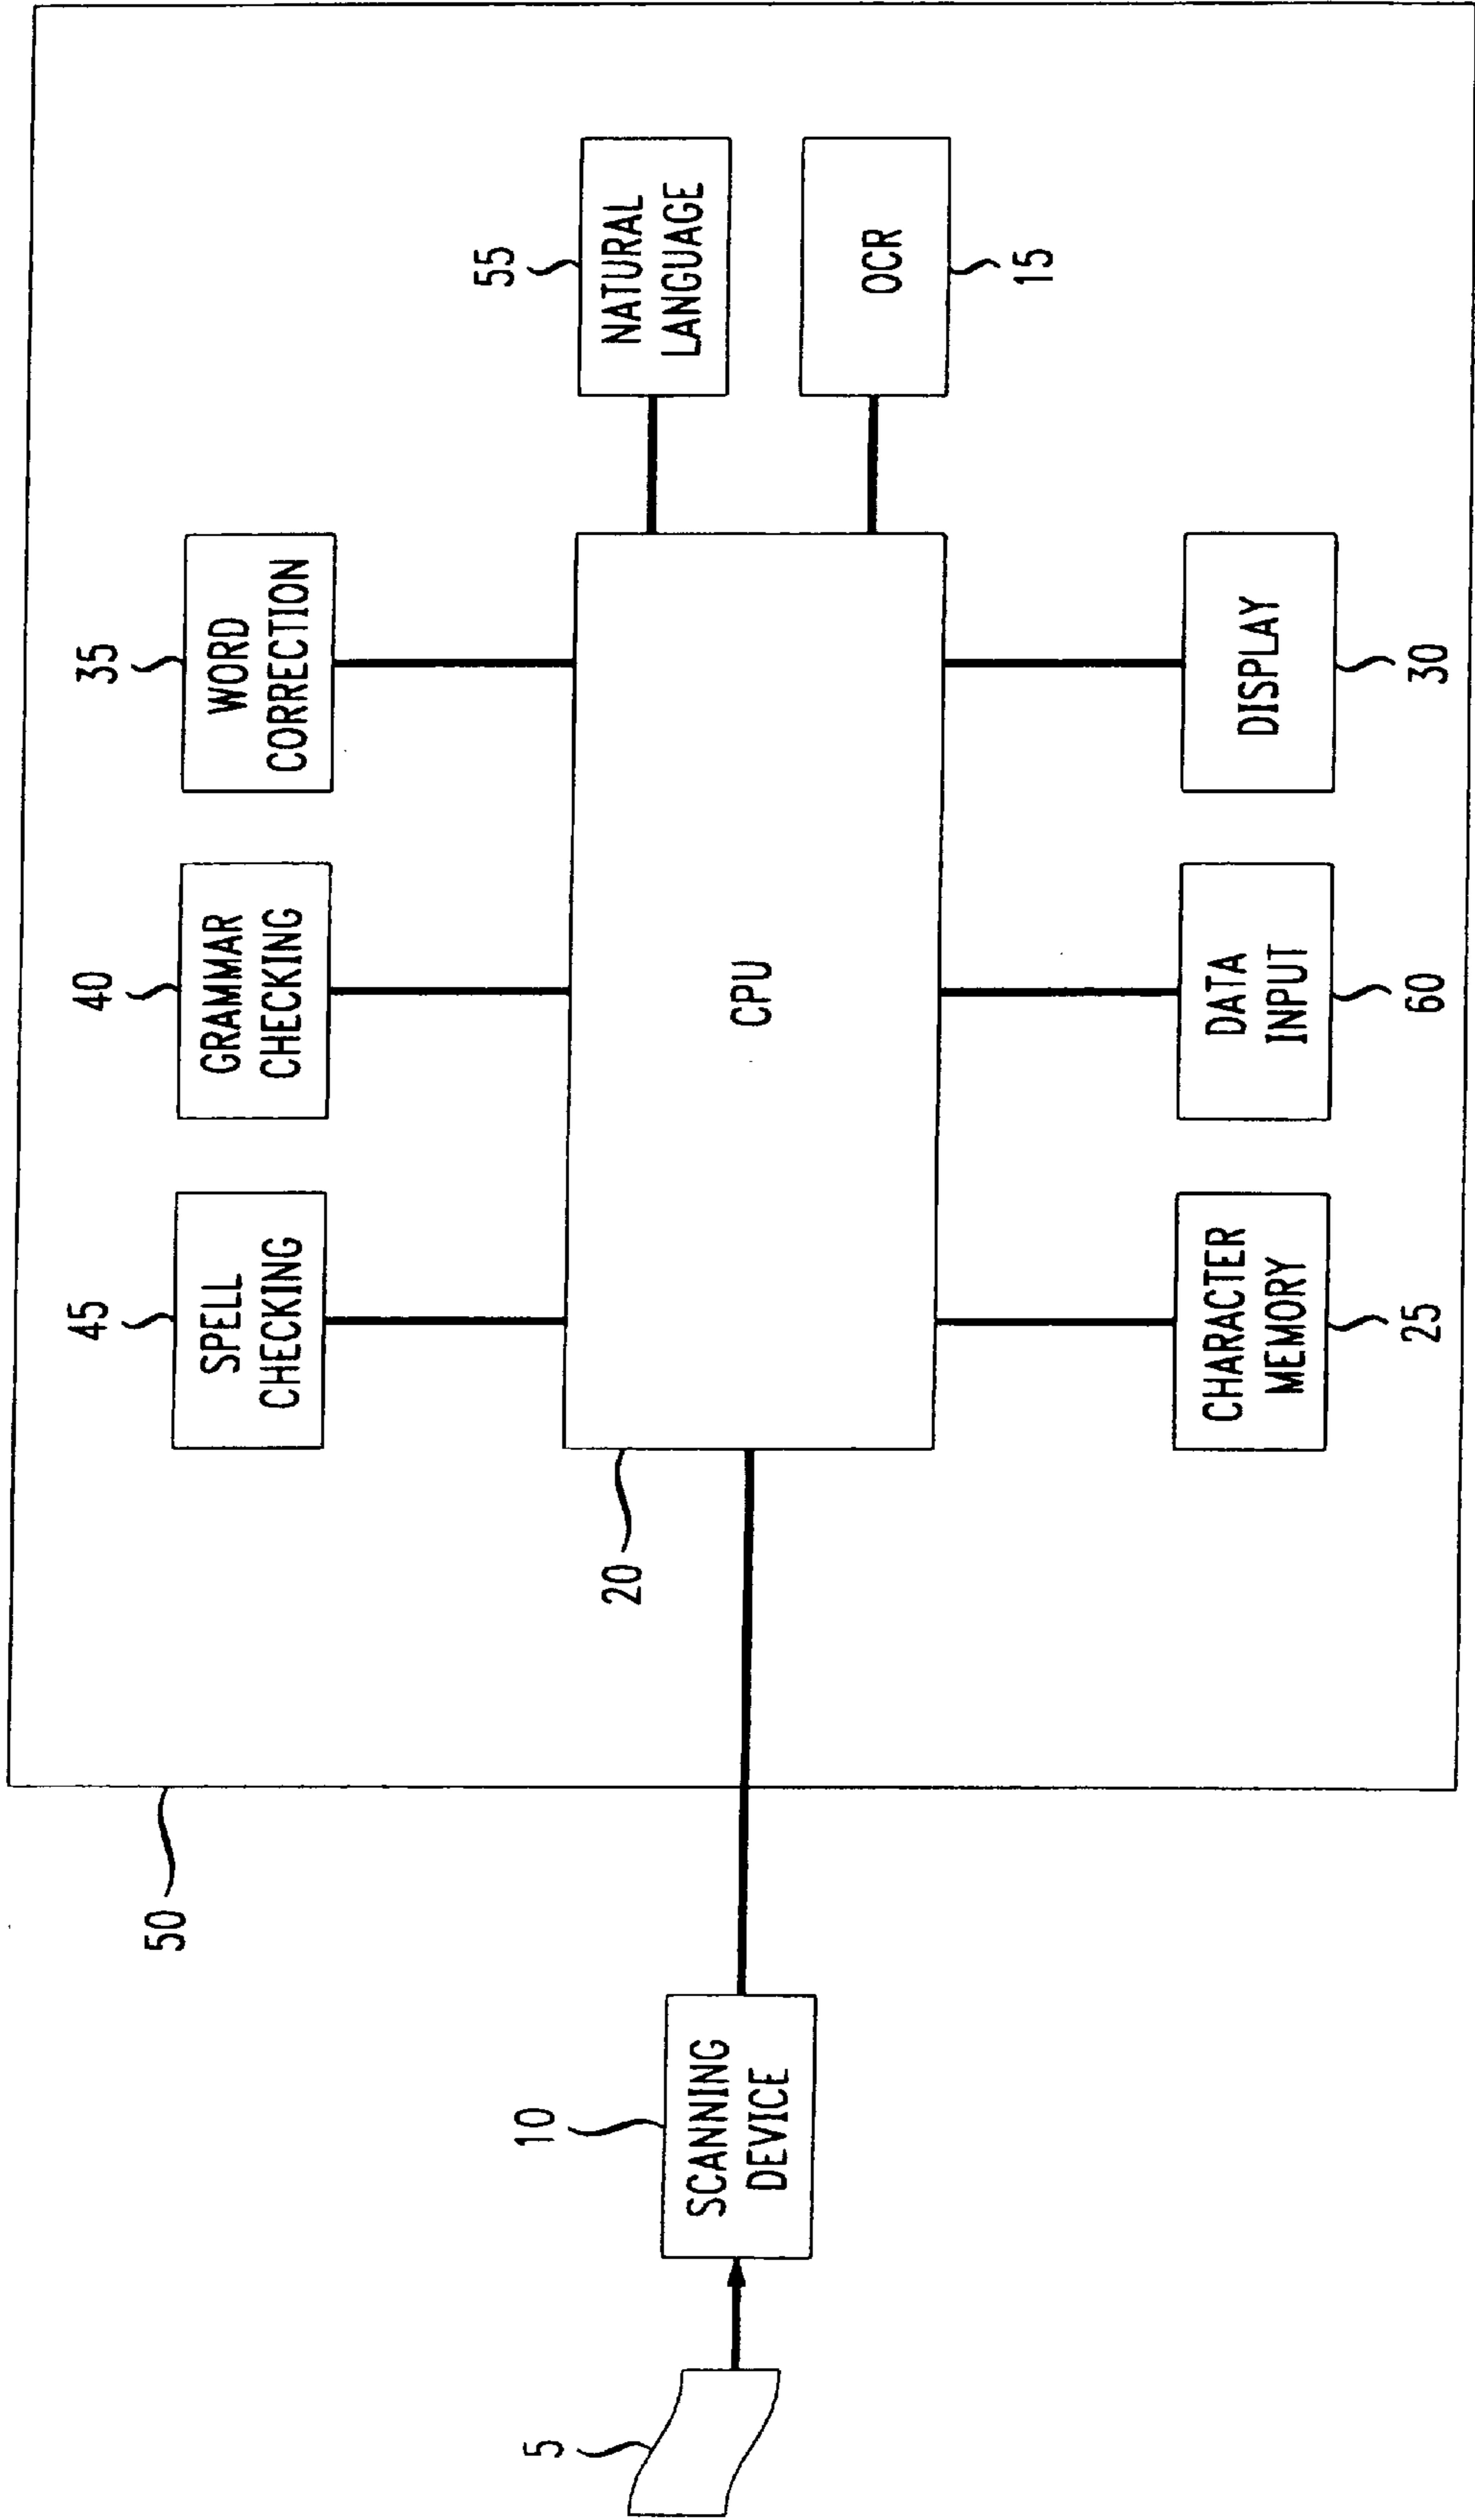 45
40
35
SPELL
CHECKING
GRAMMAR
CHECKING
WORD
CORRECTION
50
55
NATURAL
LANGUAGE
10
20
5
SCANNING
DEVICE
CPU
OCR
15
CHARACTER
MEMORY
DATA
INPUT
DISPLAY
25
60
30